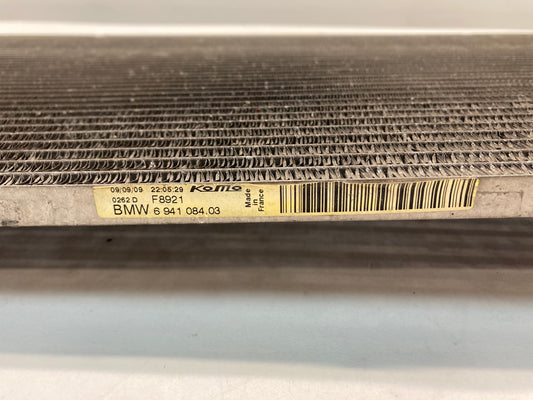 09/09/09 22:05:29 KoMo
0262 D F8921
BMW 6 941 084.03
Made
in
France